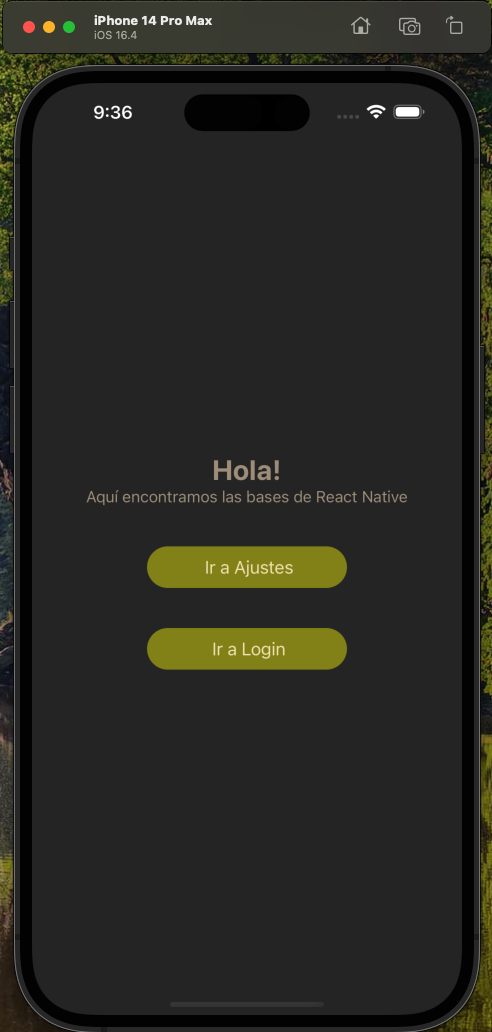 iPhone 14 Pro Max
iOS 16.4
9:36
Hola!
Aquí encontramos las bases de React Native
Ir a Ajustes
Ir a Login